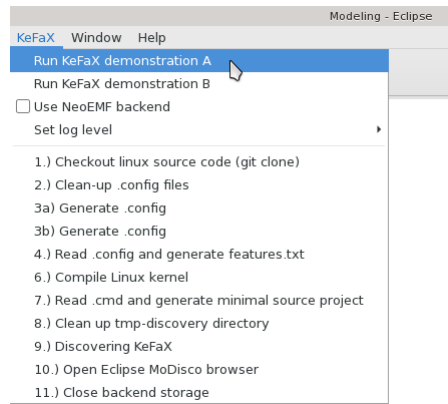 Modeling - Eclipse
KeFaX Window Help
Run KeFaX demonstration A
Run KeFaX demonstration B
Use NeoEMF backend
Set log level
1.) Checkout linux source code (git clone)
2.) Clean-up .config files
3a) Generate .config
3b) Generate .config
4.) Read .config and generate features.txt
6.) Compile Linux kernel
7.) Read .cmd and generate minimal source project
8.) Clean up tmp-discovery directory
9.) Discovering KeFaX
10.) Open Eclipse MoDisco browser
11.) Close backend storage